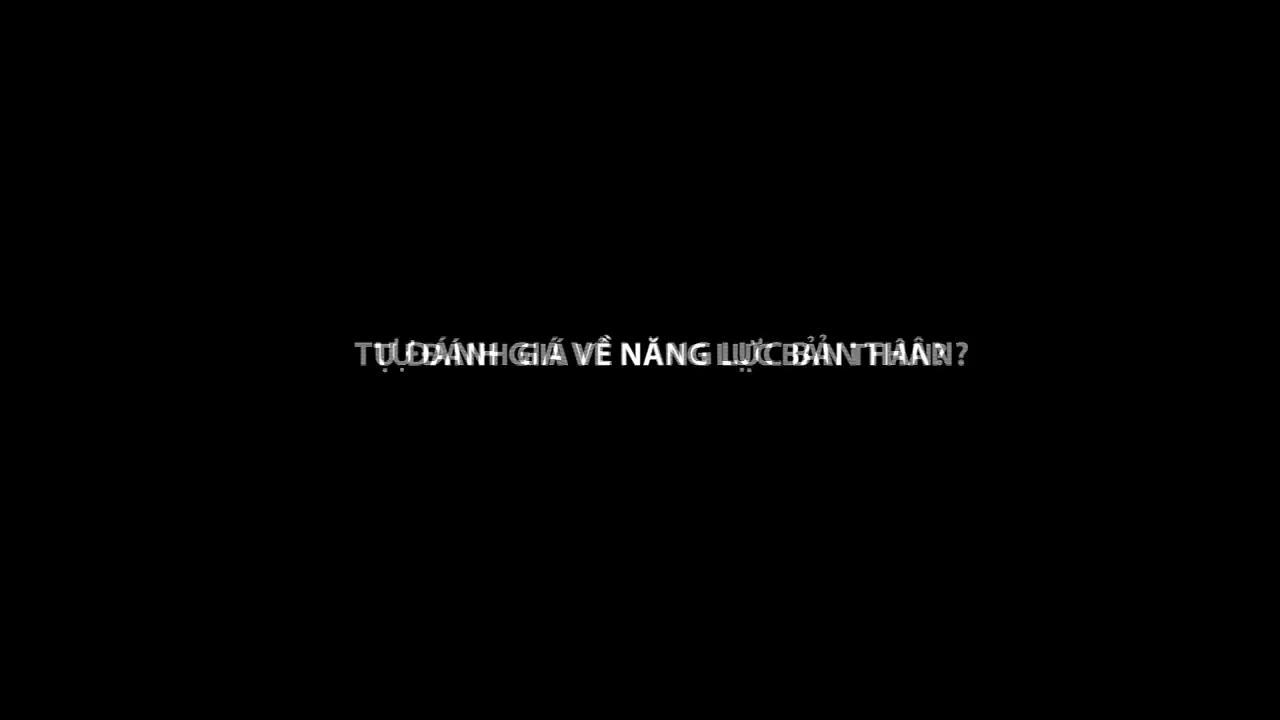 TỰ ĐÁNH GIÁ VỀ NĂNG LỰC BẢN THÂN?